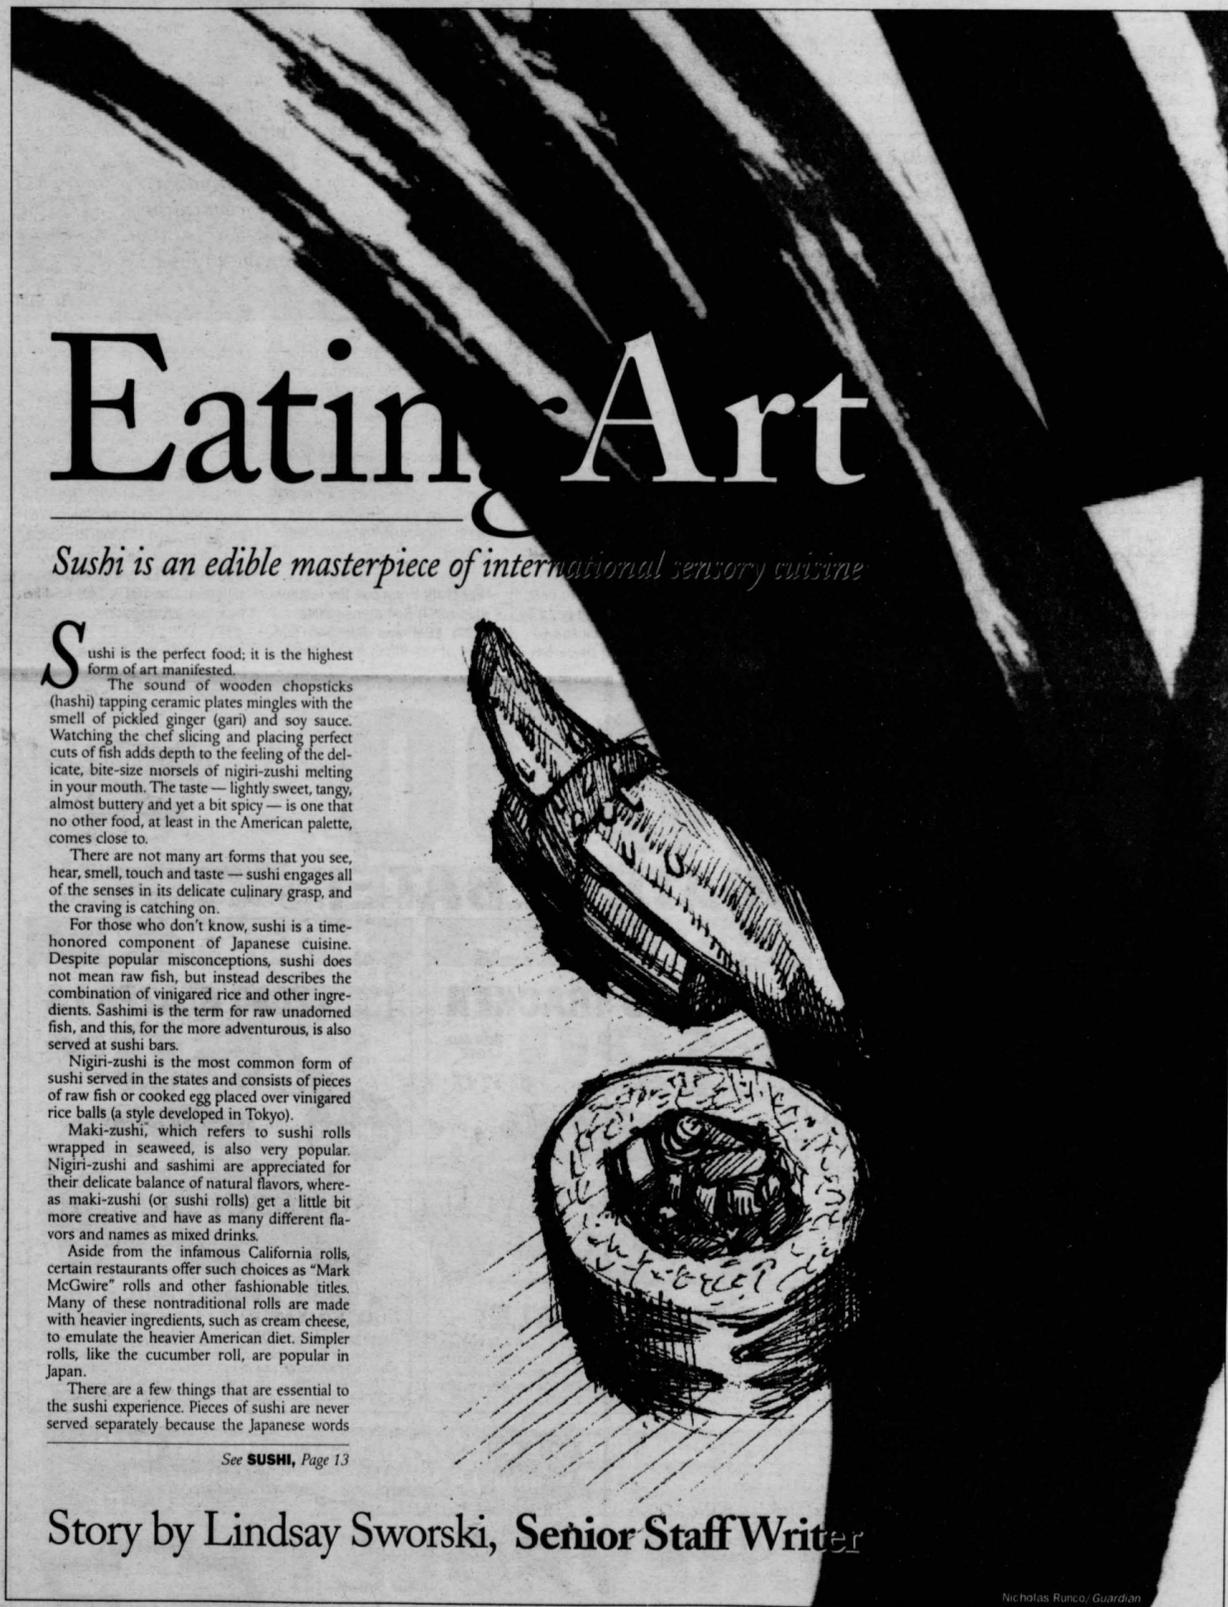 Eating Art
Sushi is an edible masterpiece of international sensory cuisine
Sushi is the perfect food; it is the highest
form of art manifested.
The sound of wooden chopsticks
(hashi) tapping ceramic plates mingles with the
smell of pickled ginger (gari) and soy sauce.
Watching the chef slicing and placing perfect
cuts of fish adds depth to the feeling of the del-
icate, bite-size morsels of nigiri-zushi melting
in your mouth. The taste — lightly sweet, tangy,
almost buttery and yet a bit spicy — is one that
no other food, at least in the American palette,
comes close to.
There are not many art forms that you see,
hear, smell, touch and taste — sushi engages all
of the senses in its delicate culinary grasp, and
the craving is catching on.
For those who don't know, sushi is a time-
honored component of Japanese cuisine.
Despite popular misconceptions, sushi does
not mean raw fish, but instead describes the
combination of vinigared rice and other ingre-
dients. Sashimi is the term for raw unadorned
fish, and this, for the more adventurous, is also
served at sushi bars.
Nigiri-zushi is the most common form of
sushi served in the states and consists of pieces
of raw fish or cooked egg placed over vinigared
rice balls (a style developed in Tokyo).
Maki-zushi, which refers to sushi rolls
wrapped in seaweed, is also very popular.
Nigiri-zushi and sashimi are appreciated for
their delicate balance of natural flavors, where-
as maki-zushi (or sushi rolls) get a little bit
more creative and have as many different fla-
vors and names as mixed drinks.
Aside from the infamous California rolls,
certain restaurants offer such choices as "Mark
McGwire" rolls and other fashionable titles.
Many of these nontraditional rolls are made
with heavier ingredients, such as cream cheese,
to emulate the heavier American diet. Simpler
rolls, like the cucumber roll, are popular in
Japan.
There are a few things that are essential to
the sushi experience. Pieces of sushi are never
served separately because the Japanese words
See SUSHI, Page 13
Story by Lindsay Sworski, Senior Staff Writer
Nicholas Runco/Guardian